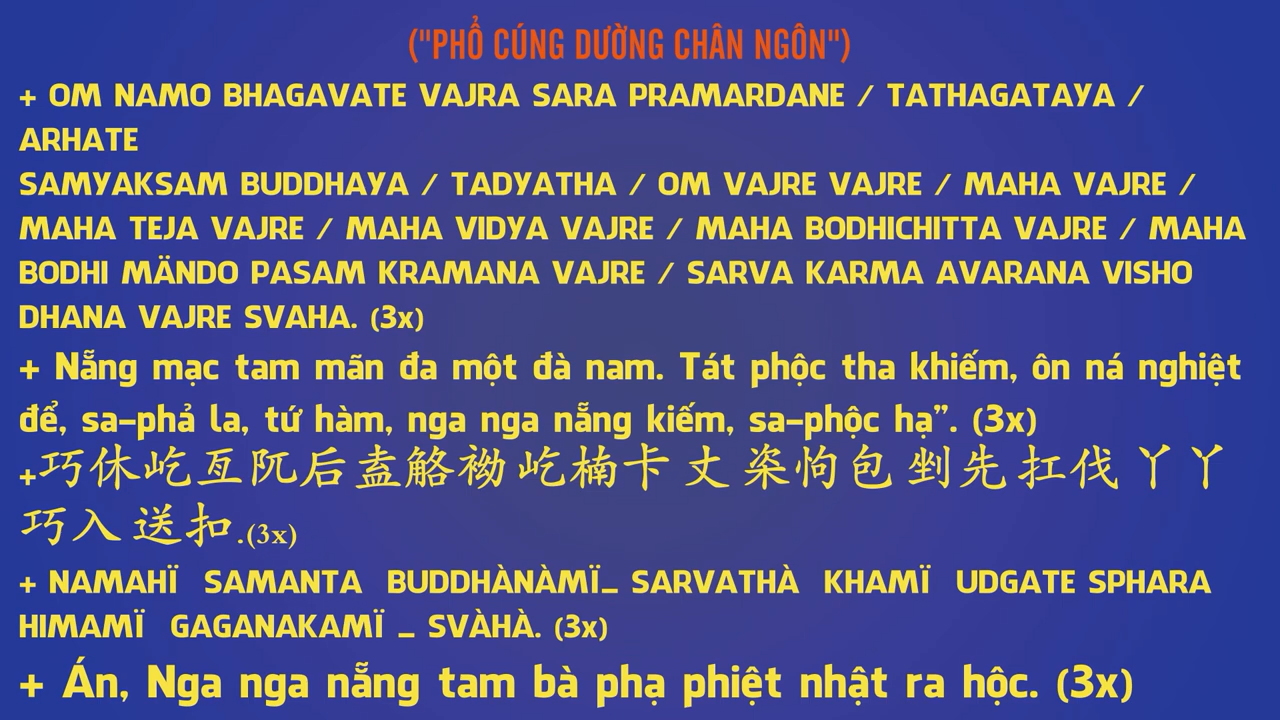 ("PHỔ CÚNG DƯỜNG CHÂN NGÔN")
+ OM NAMO BHAGAVATE VAJRA SARA PRAMARDANE / TATHAGATAYA /
ARHATE
SAMYAKSAM BUDDHAYA / TADYATHA / OM VAJRE VAJRE / MAHA VAJRE /
MAHA TEJA VAJRE / MAHA VIDYA VAJRE / MAHA BODHICHITTA VAJRE / MAHA
BODHI MÄNDO PASAM KRAMANA VAJRE / SARVA KARMA AVARANA VISHO
DHANA VAJRE SVAHA. (3x)
+ Nẵng mạc tam mãn đa một đà nam. Tát phộc tha khiếm, ôn ná nghiệt
để, sa-phả la, tứ hàm, nga nga nẵng kiếm, sa-phộc hạ”. (3x)
+巧休屹亙阢后盍觡袎屹楠卡丈粢怐包剉先扛伐丫丫
巧入送扣.(3x)
+ NAMAHÏ SAMANTA BUDDHÀNÀMÏ_ SARVATHÀ KHAMÏ UDGATE SPHARA
HIMAMÏ GAGANAKAMÏ _ SVÀHÀ. (3x)
+ Án, Nga nga nẵng tam bà phạ phiệt nhật ra hộc. (3x)